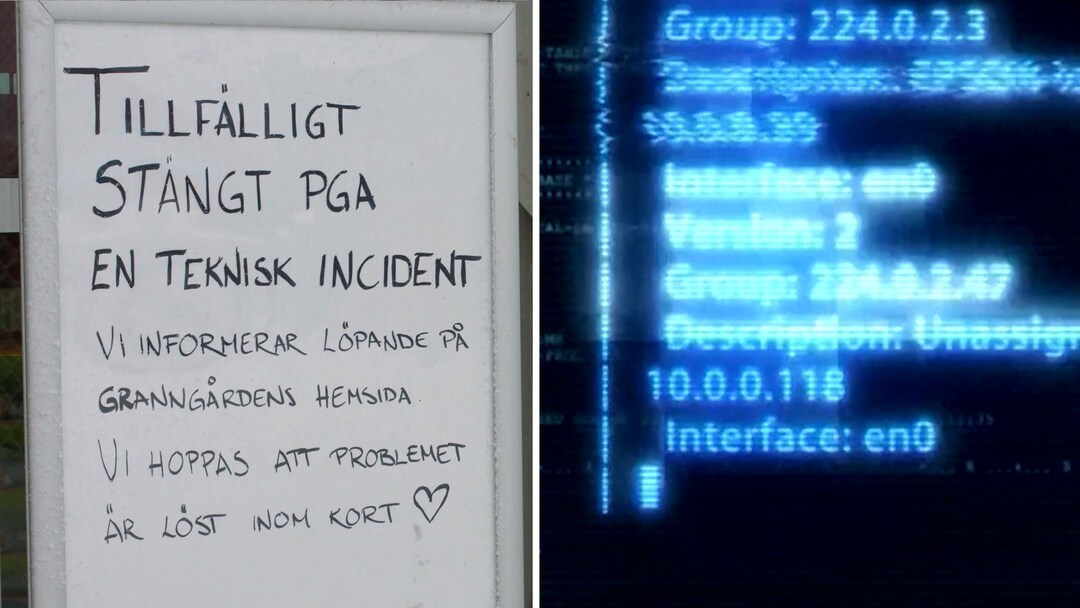 TILLFÄLLIGT
STÄNGT PGA
EN TEKNISK INCIDENT
VI INFORMERAR LÖPANDE PÅ
GRANNGÅRDENS HEMSIDA.
VI HOPPAS ATT PROBLEMET
ÄR LÖST INOM KORT ♡
Group: 224.0.2.3
Description:
Interface: en0
Version: 2
Group: 224.0.2.47
Description: Unassign
10.0.0.118
Interface: en0